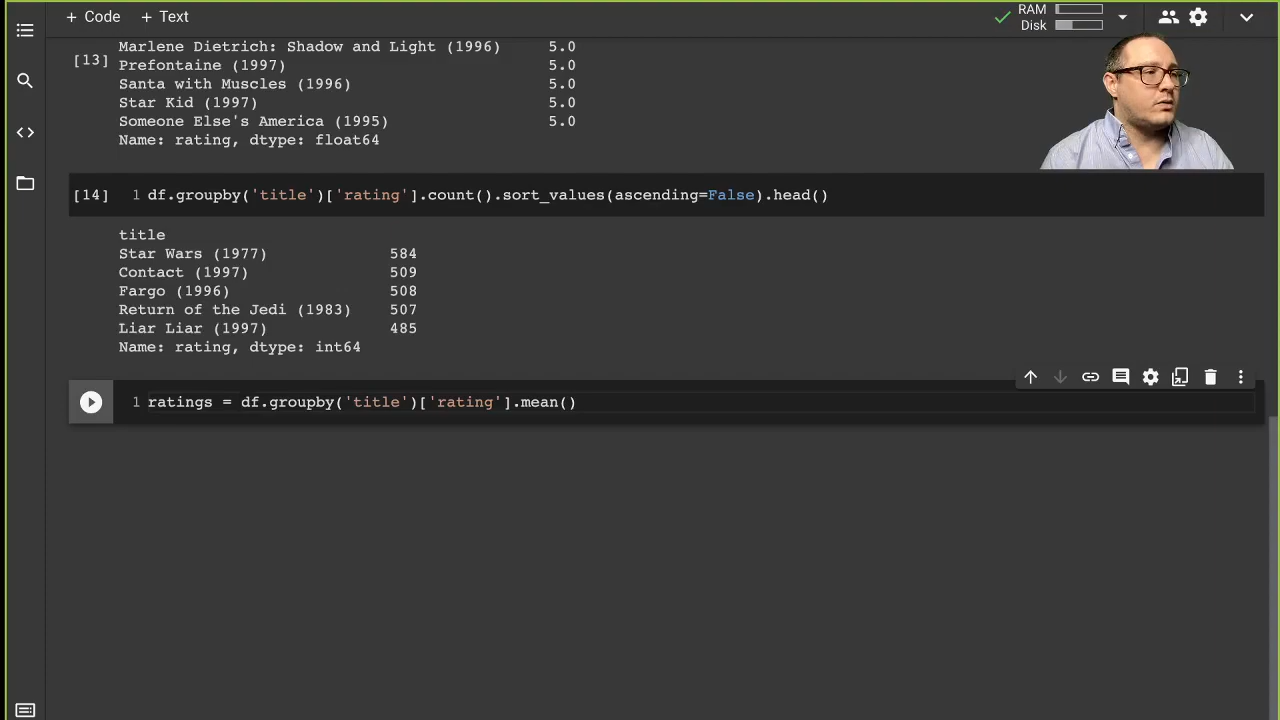 + Code + Text
RAM
Disk
[13]
Marlene Dietrich: Shadow and Light (1996) 5.0
Prefontaine (1997) 5.0
Santa with Muscles (1996) 5.0
Star Kid (1997) 5.0
Someone Else's America (1995) 5.0
Name: rating, dtype: float64
[14] 1 df.groupby('title')['rating'].count().sort_values(ascending=False).head()
title
Star Wars (1977) 584
Contact (1997) 509
Fargo (1996) 508
Return of the Jedi (1983) 507
Liar Liar (1997) 485
Name: rating, dtype: int64
1 ratings = df.groupby('title')['rating'].mean()